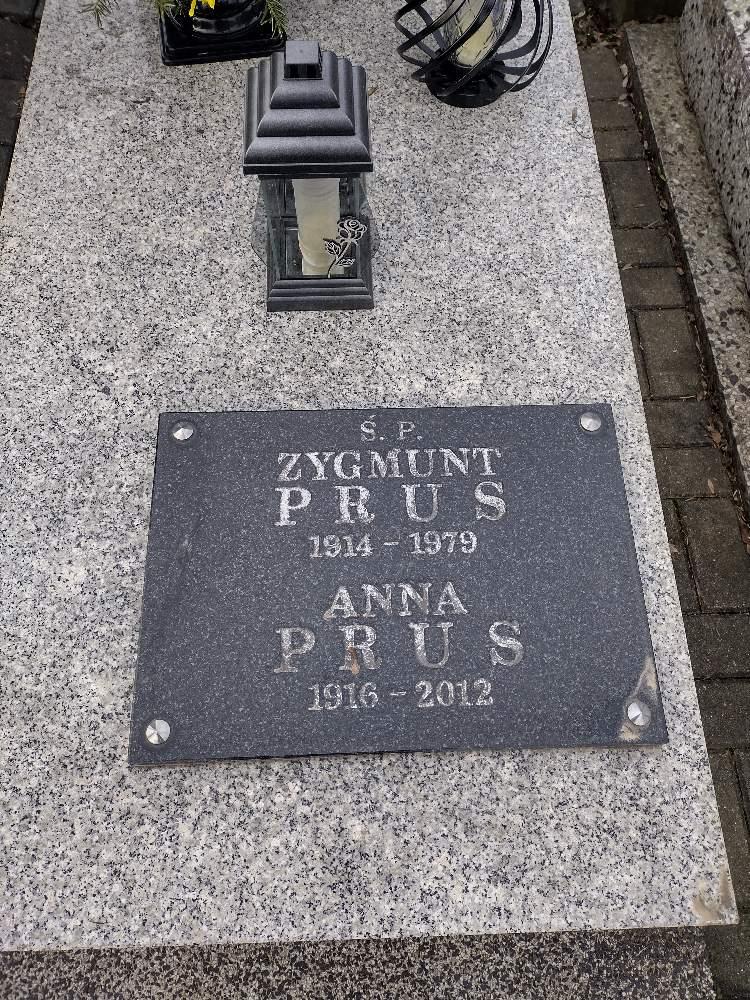 Ś. P.
ZYGMUNT
PRUS
1914 - 1979
ANNA
PRUS
1916 - 2012